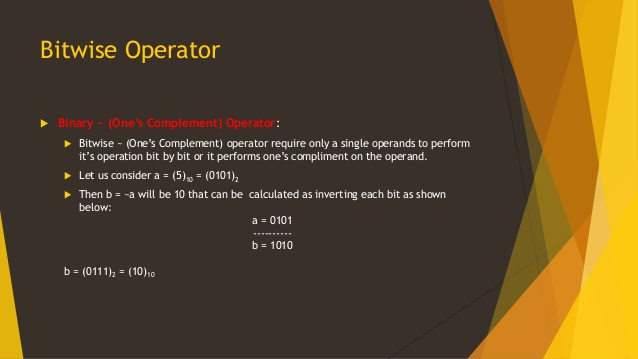 Bitwise Operator
Binary ~ (One's Complement) Operator:
Bitwise ~ (One's Complement) operator require only a single operands to perform
it's operation bit by bit or it performs one's compliment on the operand.
Let us consider a = (5)₁₀ = (0101)₂
Then b = ~a will be 10 that can be calculated as inverting each bit as shown
below:
a = 0101
----------
b = 1010
b = (0111)₂ = (10)₁₀